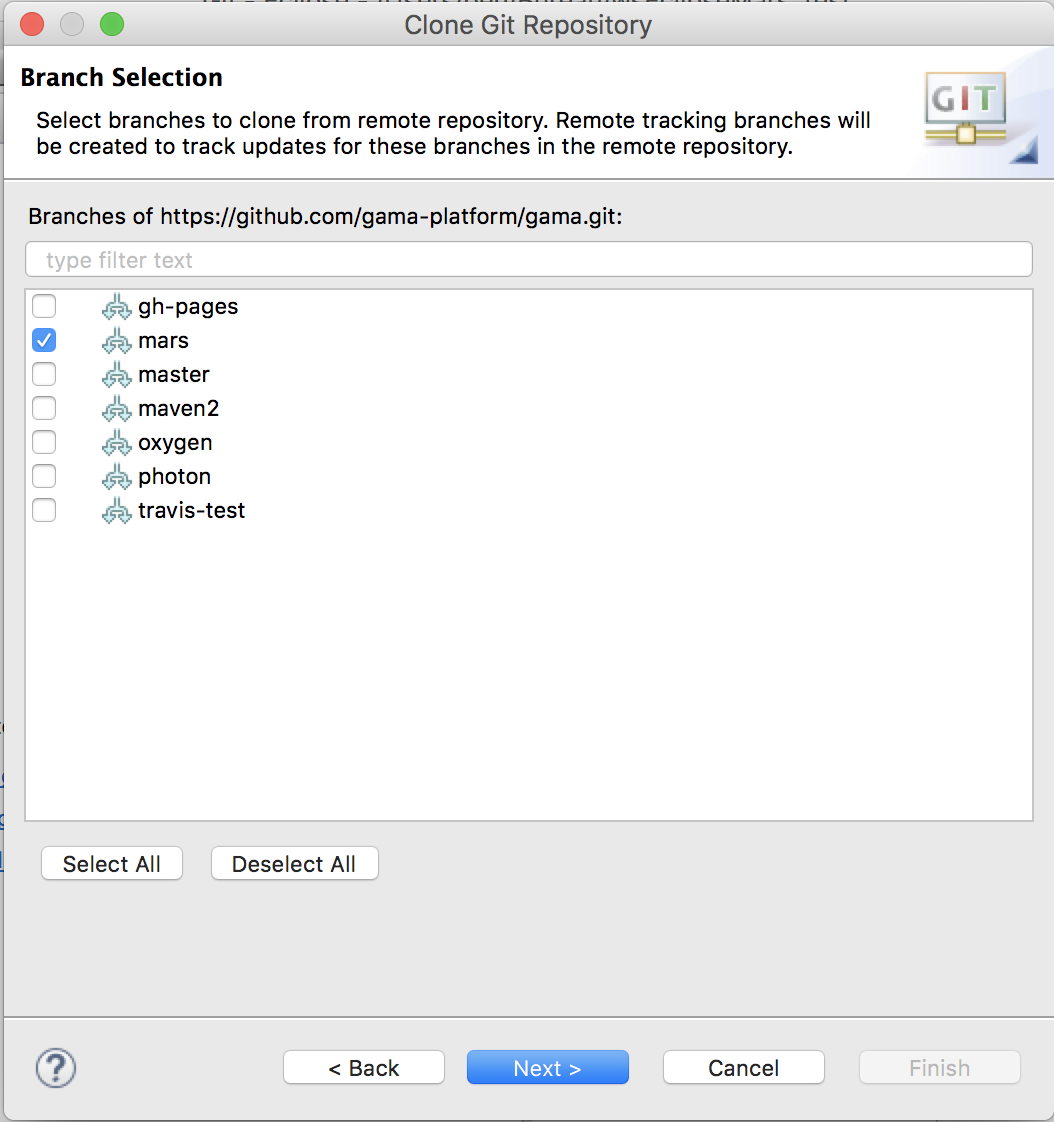 Clone Git Repository
Branch Selection
Select branches to clone from remote repository. Remote tracking branches will
be created to track updates for these branches in the remote repository.
GIT
Branches of https://github.com/gama-platform/gama.git:
type filter text
gh-pages
mars
master
maven2
oxygen
photon
travis-test
Select All Deselect All
? < Back Next > Cancel Finish